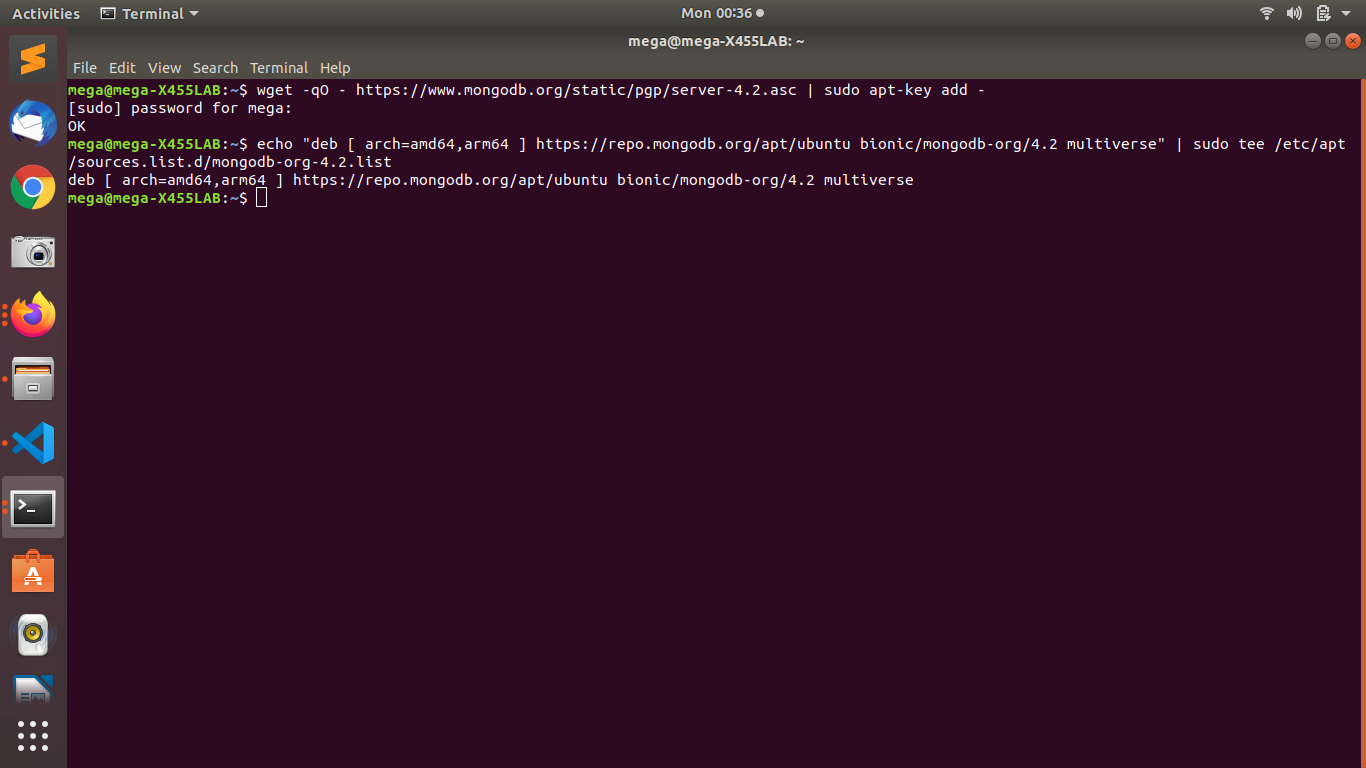 Activities Terminal Mon 00:36
mega@mega-X455LAB: ~
File Edit View Search Terminal Help
mega@mega-X455LAB:~$ wget -qO - https://www.mongodb.org/static/pgp/server-4.2.asc | sudo apt-key add -
[sudo] password for mega:
OK
mega@mega-X455LAB:~$ echo "deb [ arch=amd64,arm64 ] https://repo.mongodb.org/apt/ubuntu bionic/mongodb-org/4.2 multiverse" | sudo tee /etc/apt
/sources.list.d/mongodb-org-4.2.list
deb [ arch=amd64,arm64 ] https://repo.mongodb.org/apt/ubuntu bionic/mongodb-org/4.2 multiverse
mega@mega-X455LAB:~$